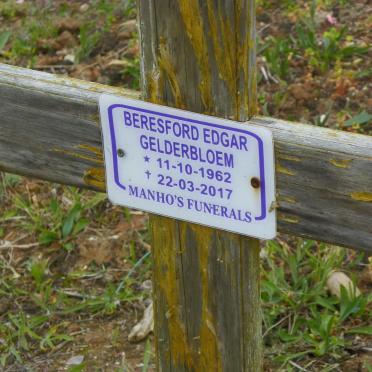 BERESFORD EDGAR
GELDERBLOEM
* 11-10-1962
† 22-03-2017
MANHO'S FUNERALS